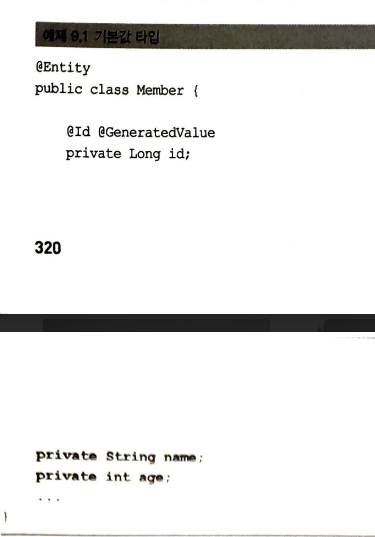 예제 9.1 기본값 타입
@Entity
public class Member {
@Id @GeneratedValue
private Long id;
320
private String name;
private int age;
...
}